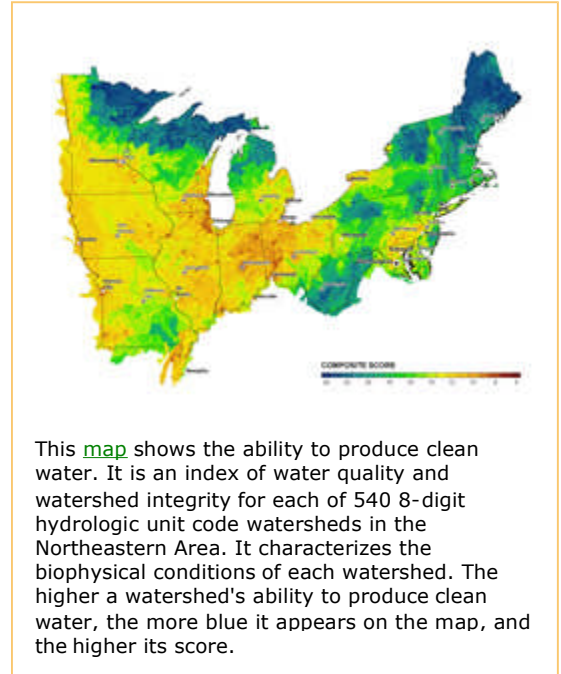 COMPOSITE SCORE
This map shows the ability to produce clean
water. It is an index of water quality and
watershed integrity for each of 540 8-digit
hydrologic unit code watersheds in the
Northeastern Area. It characterizes the
biophysical conditions of each watershed. The
higher a watershed's ability to produce clean
water, the more blue it appears on the map, and
the higher its score.